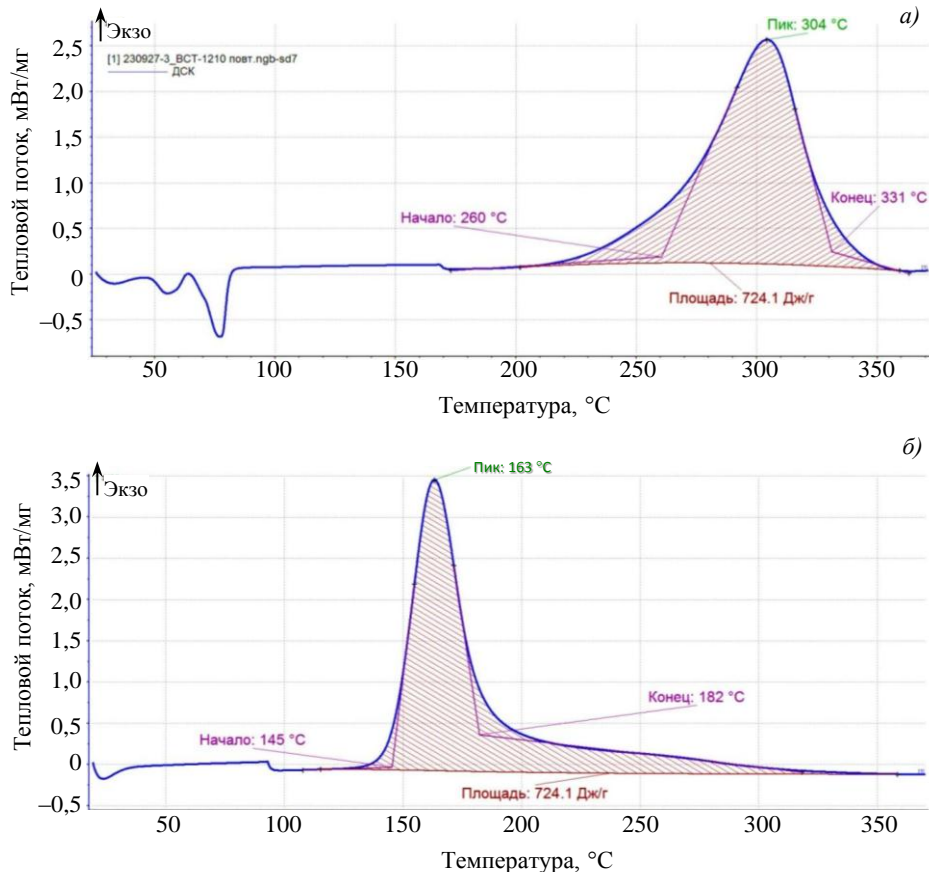 а)
Экзо
Пик: 304 °C
[1] 230927-3_ВСТ-1210 повт.ngb-sd7
ДСК
2,5
2,0
1,5
1,0
0,5
0
–0,5
Тепловой поток, мВт/мг
Начало: 260 °C
Конец: 331 °C
Площадь: 724.1 Дж/г
50 100 150 200 250 300 350
Температура, °С
б)
Экзо
Пик: 163 °C
3,5
3,0
2,5
2,0
1,5
1,0
0,5
0
–0,5
Тепловой поток, мВт/мг
Конец: 182 °C
Начало: 145 °C
Площадь: 724.1 Дж/г
50 100 150 200 250 300 350
Температура, °С